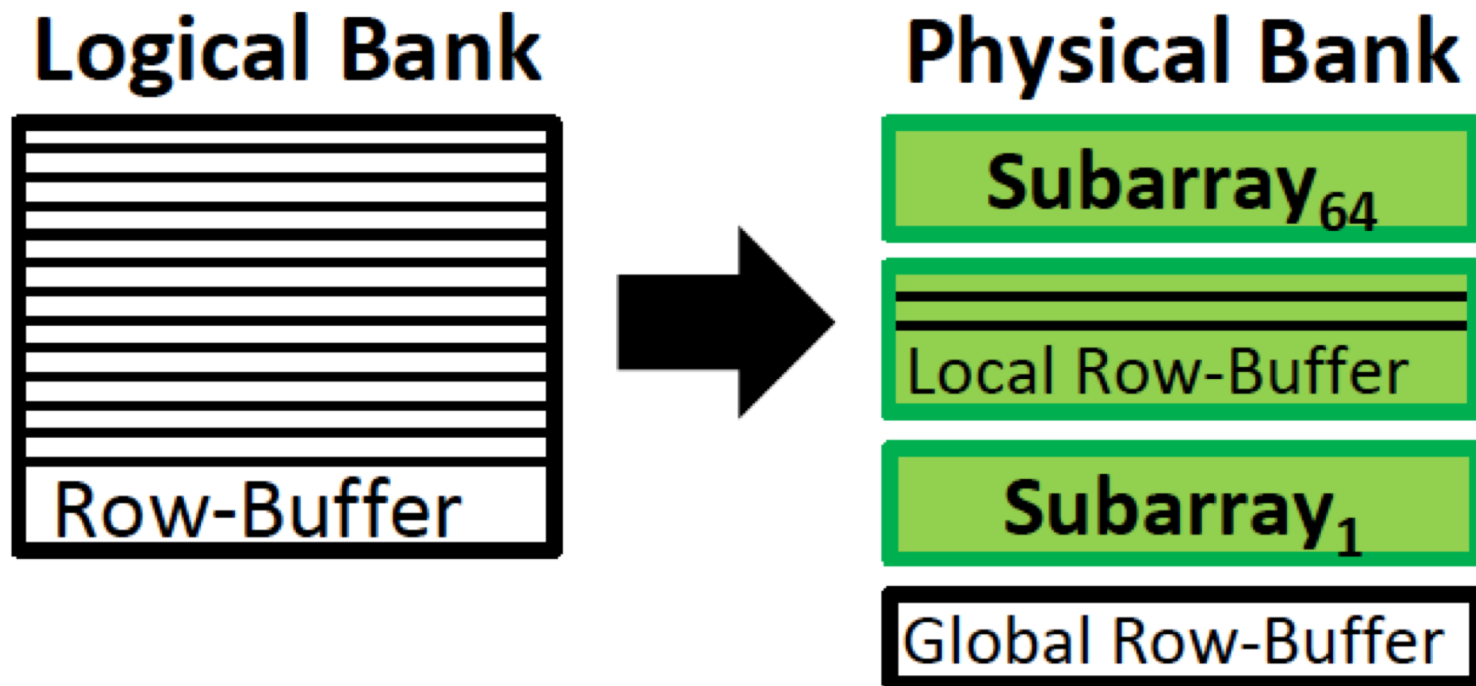 Logical Bank
Row-Buffer
Physical Bank
Subarray₆₄
Local Row-Buffer
Subarray₁
Global Row-Buffer